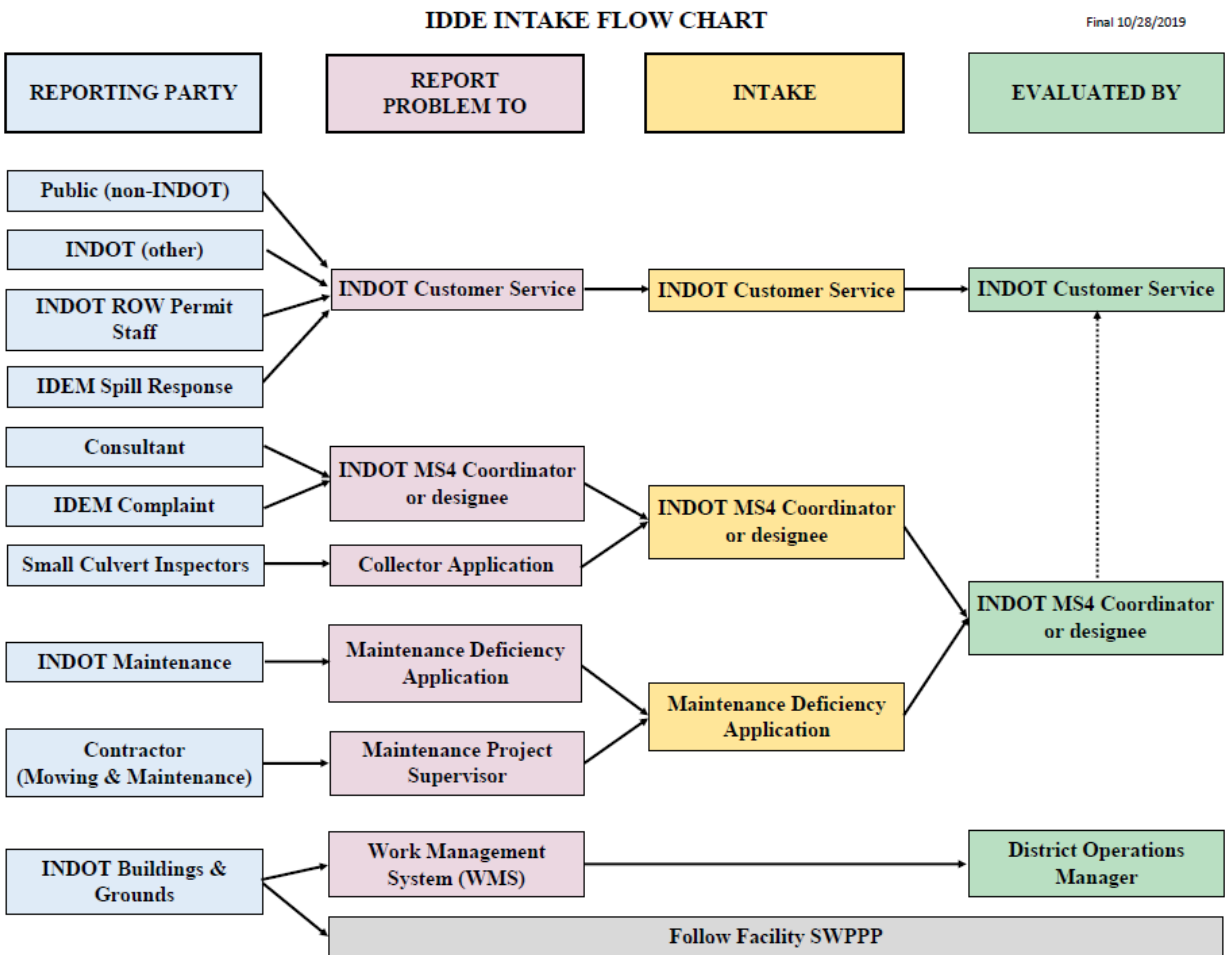 IDDE INTAKE FLOW CHART
Final 10/28/2019
REPORTING PARTY
REPORT
PROBLEM TO
INTAKE
EVALUATED BY
Public (non-INDOT)
INDOT (other)
INDOT ROW Permit
Staff
IDEM Spill Response
INDOT Customer Service
INDOT Customer Service
INDOT Customer Service
Consultant
IDEM Complaint
Small Culvert Inspectors
INDOT MS4 Coordinator
or designee
Collector Application
INDOT MS4 Coordinator
or designee
INDOT MS4 Coordinator
or designee
INDOT Maintenance
Maintenance Deficiency
Application
Maintenance Deficiency
Application
Contractor
(Mowing & Maintenance)
Maintenance Project
Supervisor
INDOT Buildings &
Grounds
Work Management
System (WMS)
District Operations
Manager
Follow Facility SWPPP